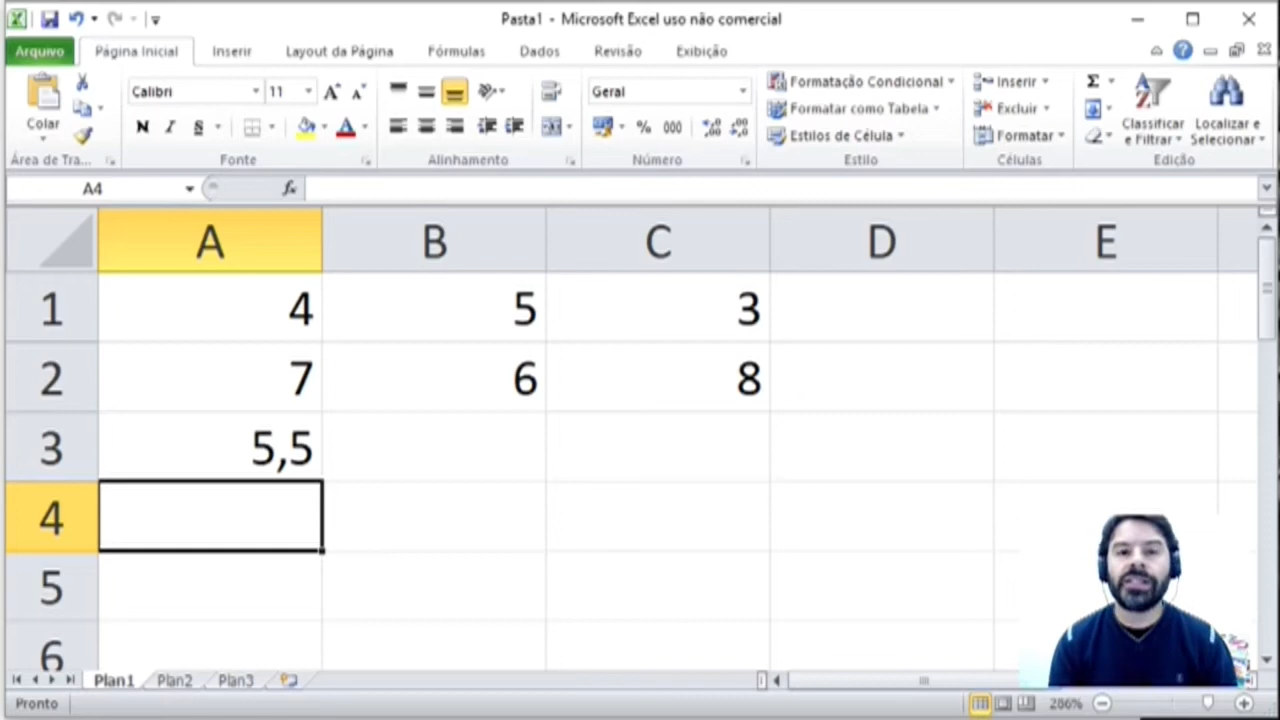 Pasta1 - Microsoft Excel uso não comercial
Arquivo Página Inicial Inserir Layout da Página Fórmulas Dados Revisão Exibição
Calibri 11 Geral Formatação Condicional Inserir Σ
Colar Formatar como Tabela Excluir Classificar e Filtrar Localizar e Selecionar
N I S % 000 Estilos de Célula Formatar
Área de Tra... Fonte Alinhamento Número Estilo Células Edição
A4 fx
A B C D E
1 4 5 3
2 7 6 8
3 5,5
4
5
6
Plan1 Plan2 Plan3
Pronto 286%